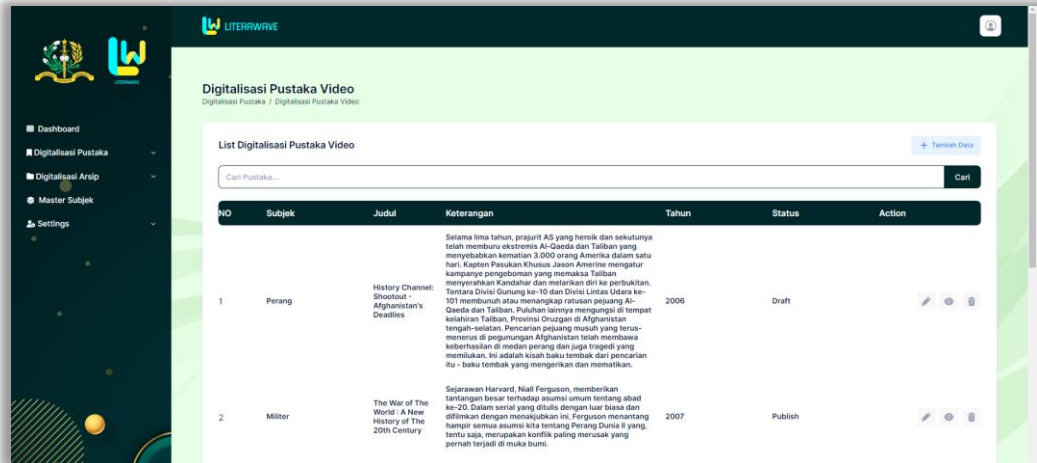 LITERAWAVE
LITERAWAVE
Digitalisasi Pustaka Video
Digitalisasi Pustaka / Digitalisasi Pustaka Video
Dashboard
Digitalisasi Pustaka
Digitalisasi Arsip
Master Subjek
Settings
List Digitalisasi Pustaka Video
+ Tambah Data
Cari Pustaka...
Cari
NO Subjek Judul Keterangan Tahun Status Action
1
Perang
History Channel:
Shootout -
Afghanistan's
Deadlies
Selama lima tahun, prajurit AS yang heroik dan sekutunya
telah memburu ekstremis Al-Qaeda dan Taliban yang
menyebabkan kematian 3.000 orang Amerika dalam satu
hari. Kapten Pasukan Khusus Jason Amerine mengatur
kampanye pengeboman yang memaksa Taliban
menyerahkan Kandahar dan melarikan diri ke perbukitan.
Tentara Divisi Gunung ke-10 dan Divisi Lintas Udara ke-
101 membunuh atau menangkap ratusan pejuang Al-
Qaeda dan Taliban. Puluhan lainnya mengungsi di tempat
kelahiran Taliban, Provinsi Oruzgan di Afghanistan
tengah-selatan. Pencarian pejuang musuh yang terus-
menerus di pegunungan Afghanistan telah membawa
keberhasilan di medan perang dan juga tragedi yang
memilukan. Ini adalah kisah baku tembak dari pencarian
itu - baku tembak yang mengerikan dan mematikan.
2006
Draft
2
Militer
The War of The
World : A New
History of The
20th Century
Sejarawan Harvard, Niall Ferguson, memberikan
tantangan besar terhadap asumsi umum tentang abad
ke-20. Dalam serial yang ditulis dengan luar biasa dan
difilmkan dengan menakjubkan ini, Ferguson menantang
hampir semua asumsi kita tentang Perang Dunia II yang,
tentu saja, merupakan konflik paling merusak yang
pernah terjadi di muka bumi.
2007
Publish